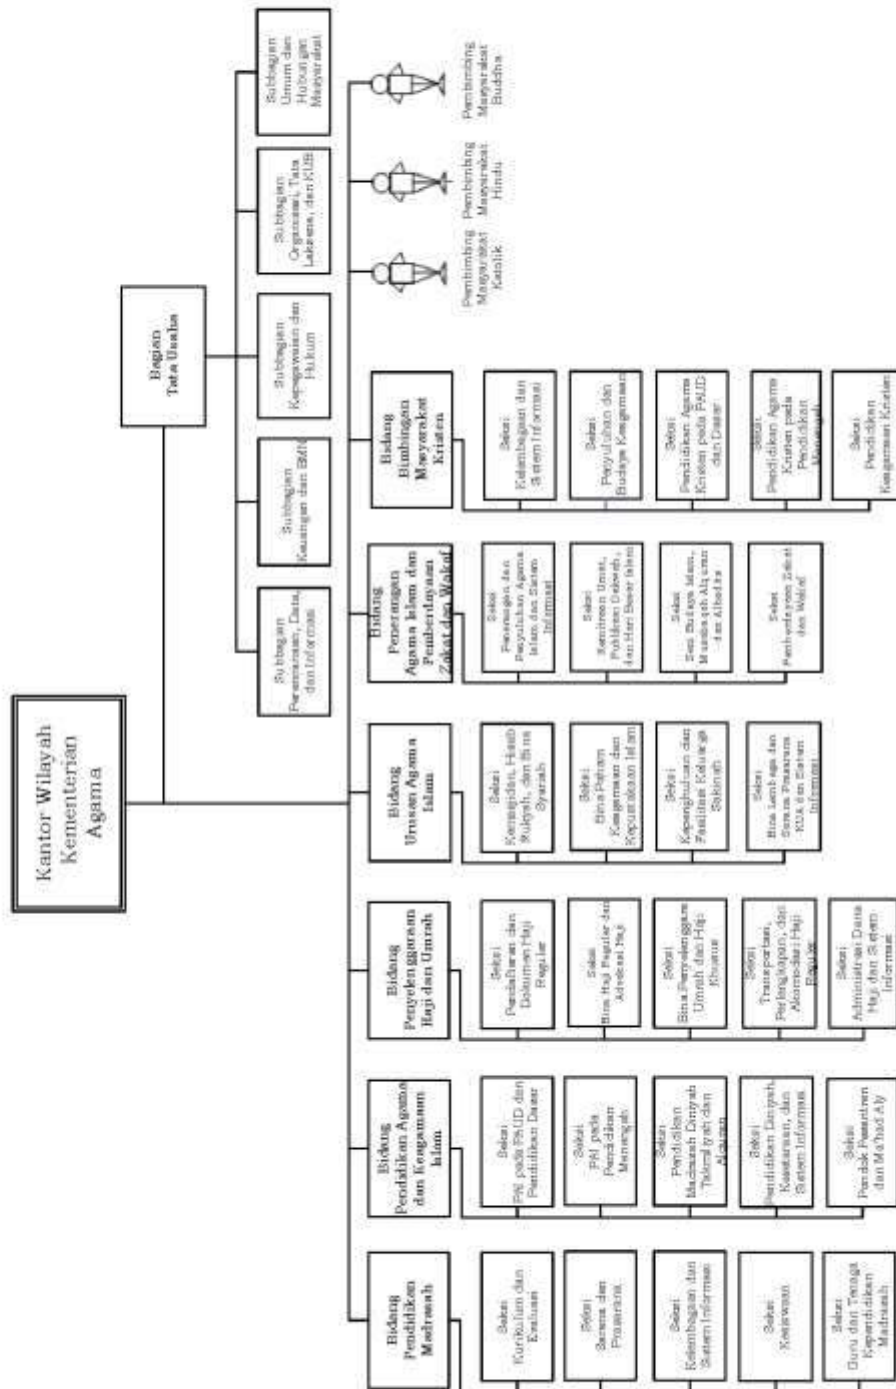 Kantor Wilayah
Kementerian
Agama
Bagian
Tata Usaha
Subbagian
Perencanaan, Data,
dan Informasi
Subbagian
Keuangan dan BMN
Subbagian
Kepegawaian dan
Hukum
Subbagian
Organisasi, Tata
Laksana, dan KUB
Subbagian
Umum dan
Hubungan
Masyarakat
Bidang
Pendidikan
Madrasah
Seksi
Kurikulum dan
Evaluasi
Seksi
Sarana dan
Prasarana
Seksi
Kelembagaan dan
Sistem Informasi
Seksi
Kesiswaan
Seksi
Guru dan Tenaga
Kependidikan
Madrasah
Bidang
Pendidikan Agama
dan Keagamaan
Islam
Seksi
PAI pada PAUD dan
Pendidikan Dasar
Seksi
PAI pada
Pendidikan
Menengah
Seksi
Pendidikan
Madrasah Diniyah
Takmiliyah dan
Alquran
Seksi
Pendidikan Diniyah,
Kesetaraan, dan
Sistem Informasi
Seksi
Pondok Pesantren
dan Ma'had Aly
Bidang
Penyelenggaraan
Haji dan Umrah
Seksi
Pendaftaran dan
Dokumen Haji
Reguler
Seksi
Bina Haji Reguler dan
Advokasi Haji
Seksi
Bina Penyelenggara
Umrah dan Haji
Khusus
Seksi
Transportasi,
Perlengkapan, dan
Akomodasi Haji
Reguler
Seksi
Administrasi Dana
Haji dan Sistem
Informasi
Bidang
Urusan Agama
Islam
Seksi
Kemasjidan, Hisab
Rukyah, dan Bina
Syariah
Seksi
Bina Paham
Keagamaan dan
Kepustakaan Islam
Seksi
Kepenghuluan dan
Fasilitasi Keluarga
Sakinah
Seksi
Bina Lembaga dan
Sarana Prasarana
KUA dan Sistem
Informasi
Bidang
Penerangan
Agama Islam dan
Pemberdayaan
Zakat dan Wakaf
Seksi
Penerangan dan
Penyuluhan Agama
Islam dan Sistem
Informasi
Seksi
Kemitraan Umat,
Publikasi Dakwah,
dan Hari Besar Islam
Seksi
Seni Budaya Islam,
Musabaqah Alquran
dan Alhadits
Seksi
Pemberdayaan Zakat
dan Wakaf
Bidang
Bimbingan
Masyarakat
Kristen
Seksi
Kelembagaan dan
Sistem Informasi
Seksi
Penyuluhan dan
Budaya Keagamaan
Seksi
Pendidikan Agama
Kristen pada PAUD
dan Dasar
Seksi
Pendidikan Agama
Kristen pada
Pendidikan
Menengah
Seksi
Pendidikan
Keagamaan Kristen
Pembimbing
Masyarakat
Katolik
Pembimbing
Masyarakat
Hindu
Pembimbing
Masyarakat
Buddha